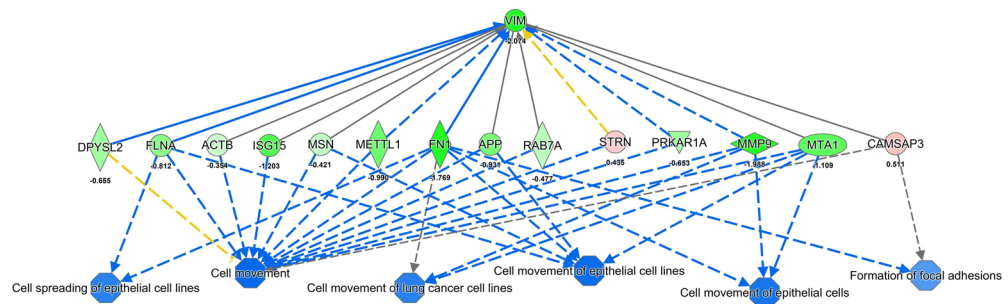 VIM
-2.074
DPYSL2
-0.655
FLNA
-0.812
ACTB
-0.354
ISG15
-1.203
MSN
-0.421
METTL1
-0.990
FN1
-1.769
APP
-0.934
RAB7A
-0.477
STRN
0.435
PRKAR1A
-0.653
MMP9
-1.988
MTA1
-1.109
CAMSAP3
0.511
Cell spreading of epithelial cell lines
Cell movement
Cell movement of lung cancer cell lines
Cell movement of epithelial cell lines
Cell movement of epithelial cells
Formation of focal adhesions